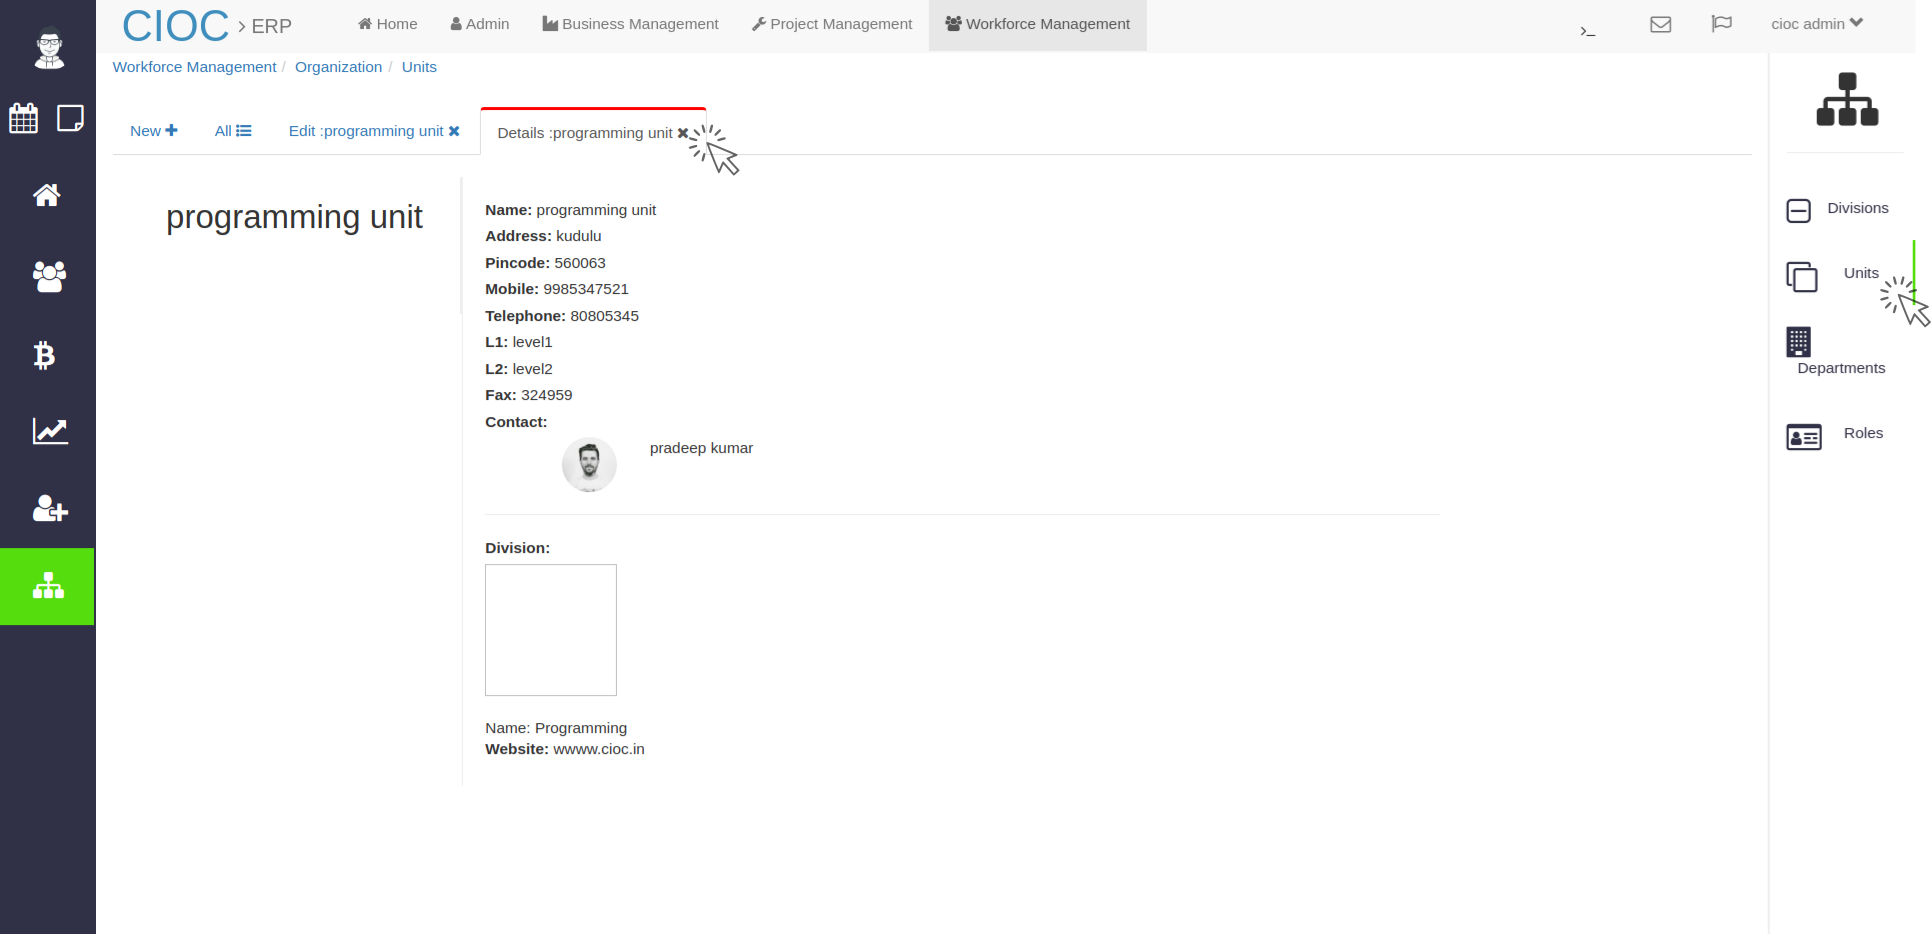 CIOC > ERP Home Admin Business Management Project Management Workforce Management >_ cioc admin
Workforce Management / Organization / Units
New All Edit :programming unit Details :programming unit
programming unit
Name: programming unit
Address: kudulu
Pincode: 560063
Mobile: 9985347521
Telephone: 80805345
L1: level1
L2: level2
Fax: 324959
Contact:
pradeep kumar
Division:
Name: Programming
Website: wwww.cioc.in
Divisions
Units
Departments
Roles